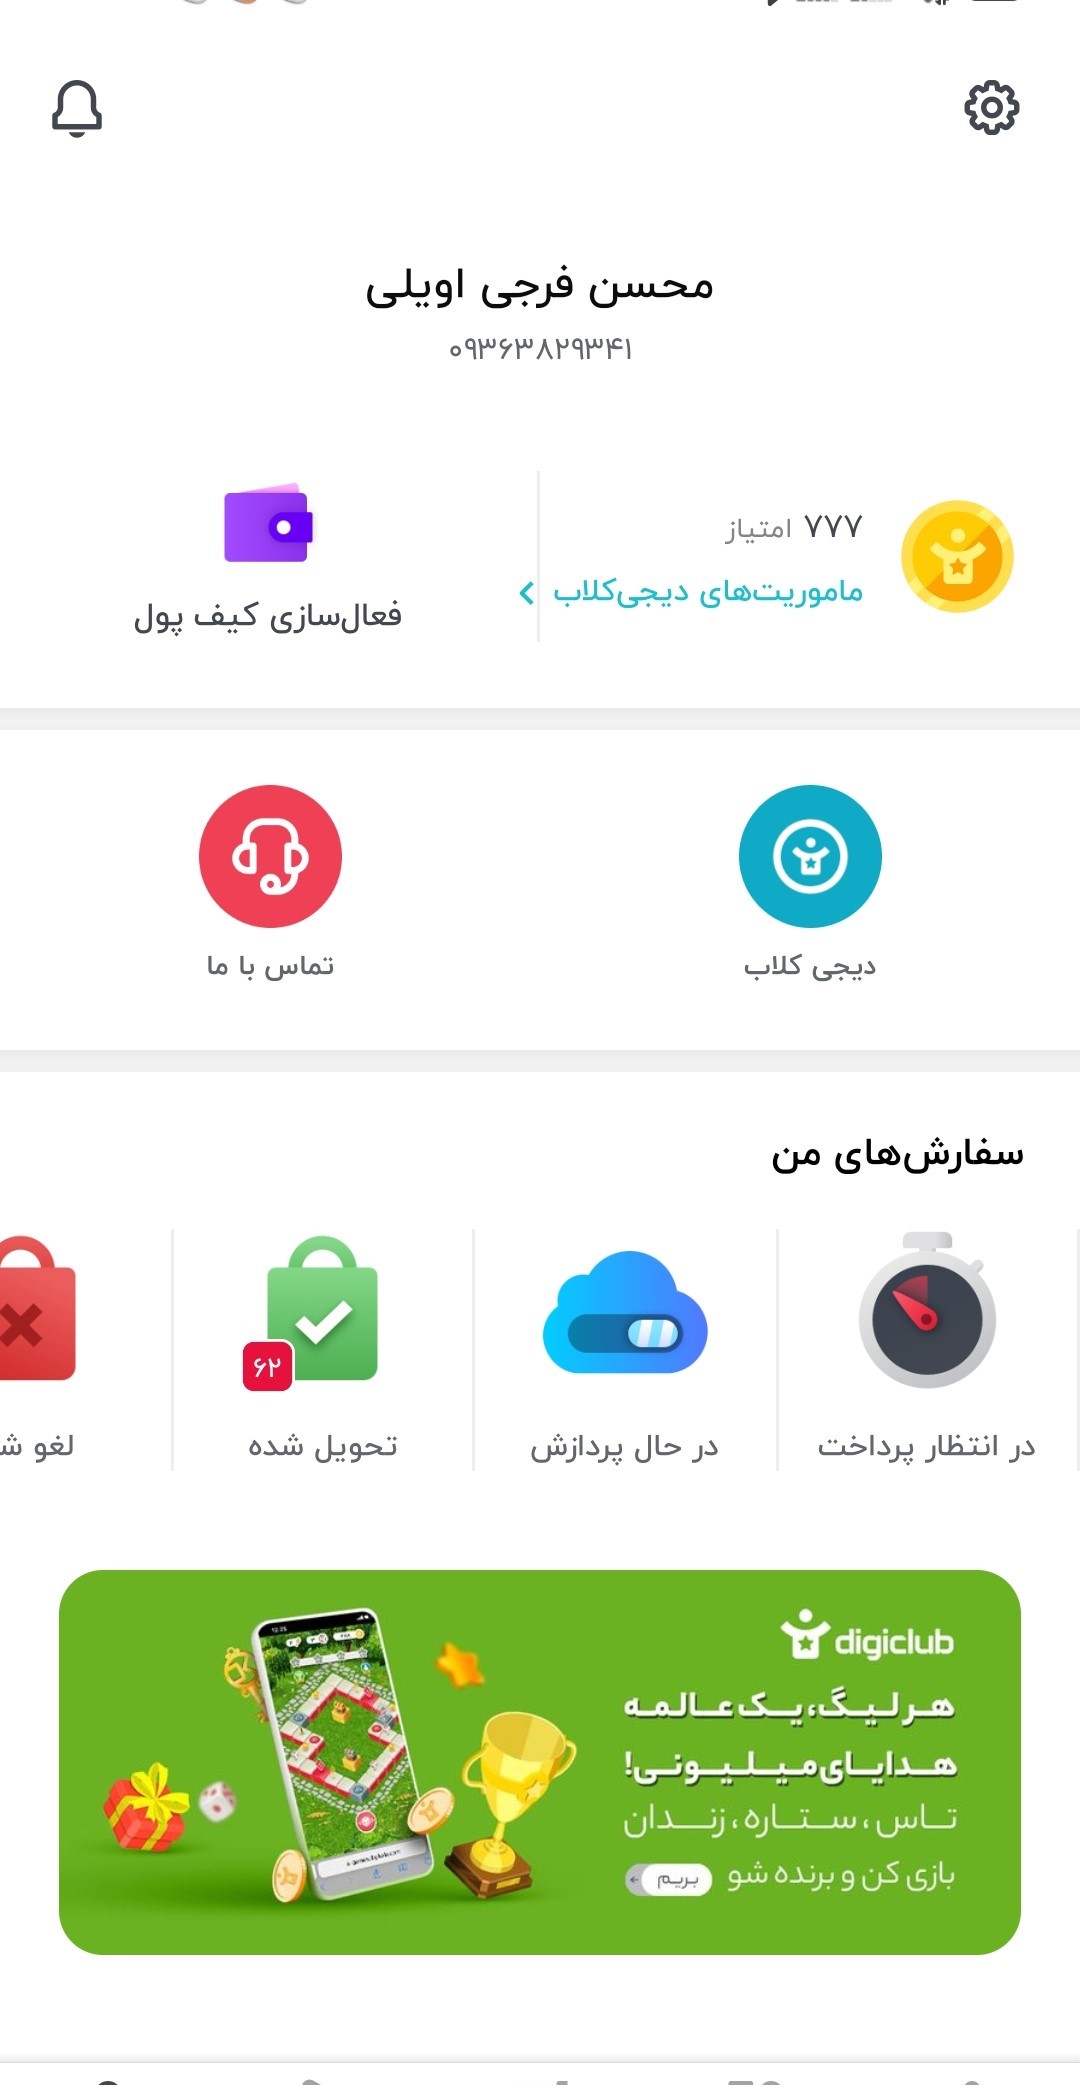 محسن فرجی اویلی
۰۹۳۶۳۸۲۹۳۴۱
۷۷۷ امتیاز
ماموریت‌های دیجی‌کلاب
فعال‌سازی کیف پول
دیجی کلاب
تماس با ما
سفارش‌های من
در انتظار پرداخت
در حال پردازش
۶۲
تحویل شده
لغو
digiclub
هر لیگ، یک عالمه
هدایای میلیونی!
تاس، ستاره، زندان
بازی کن و برنده شو
بریم